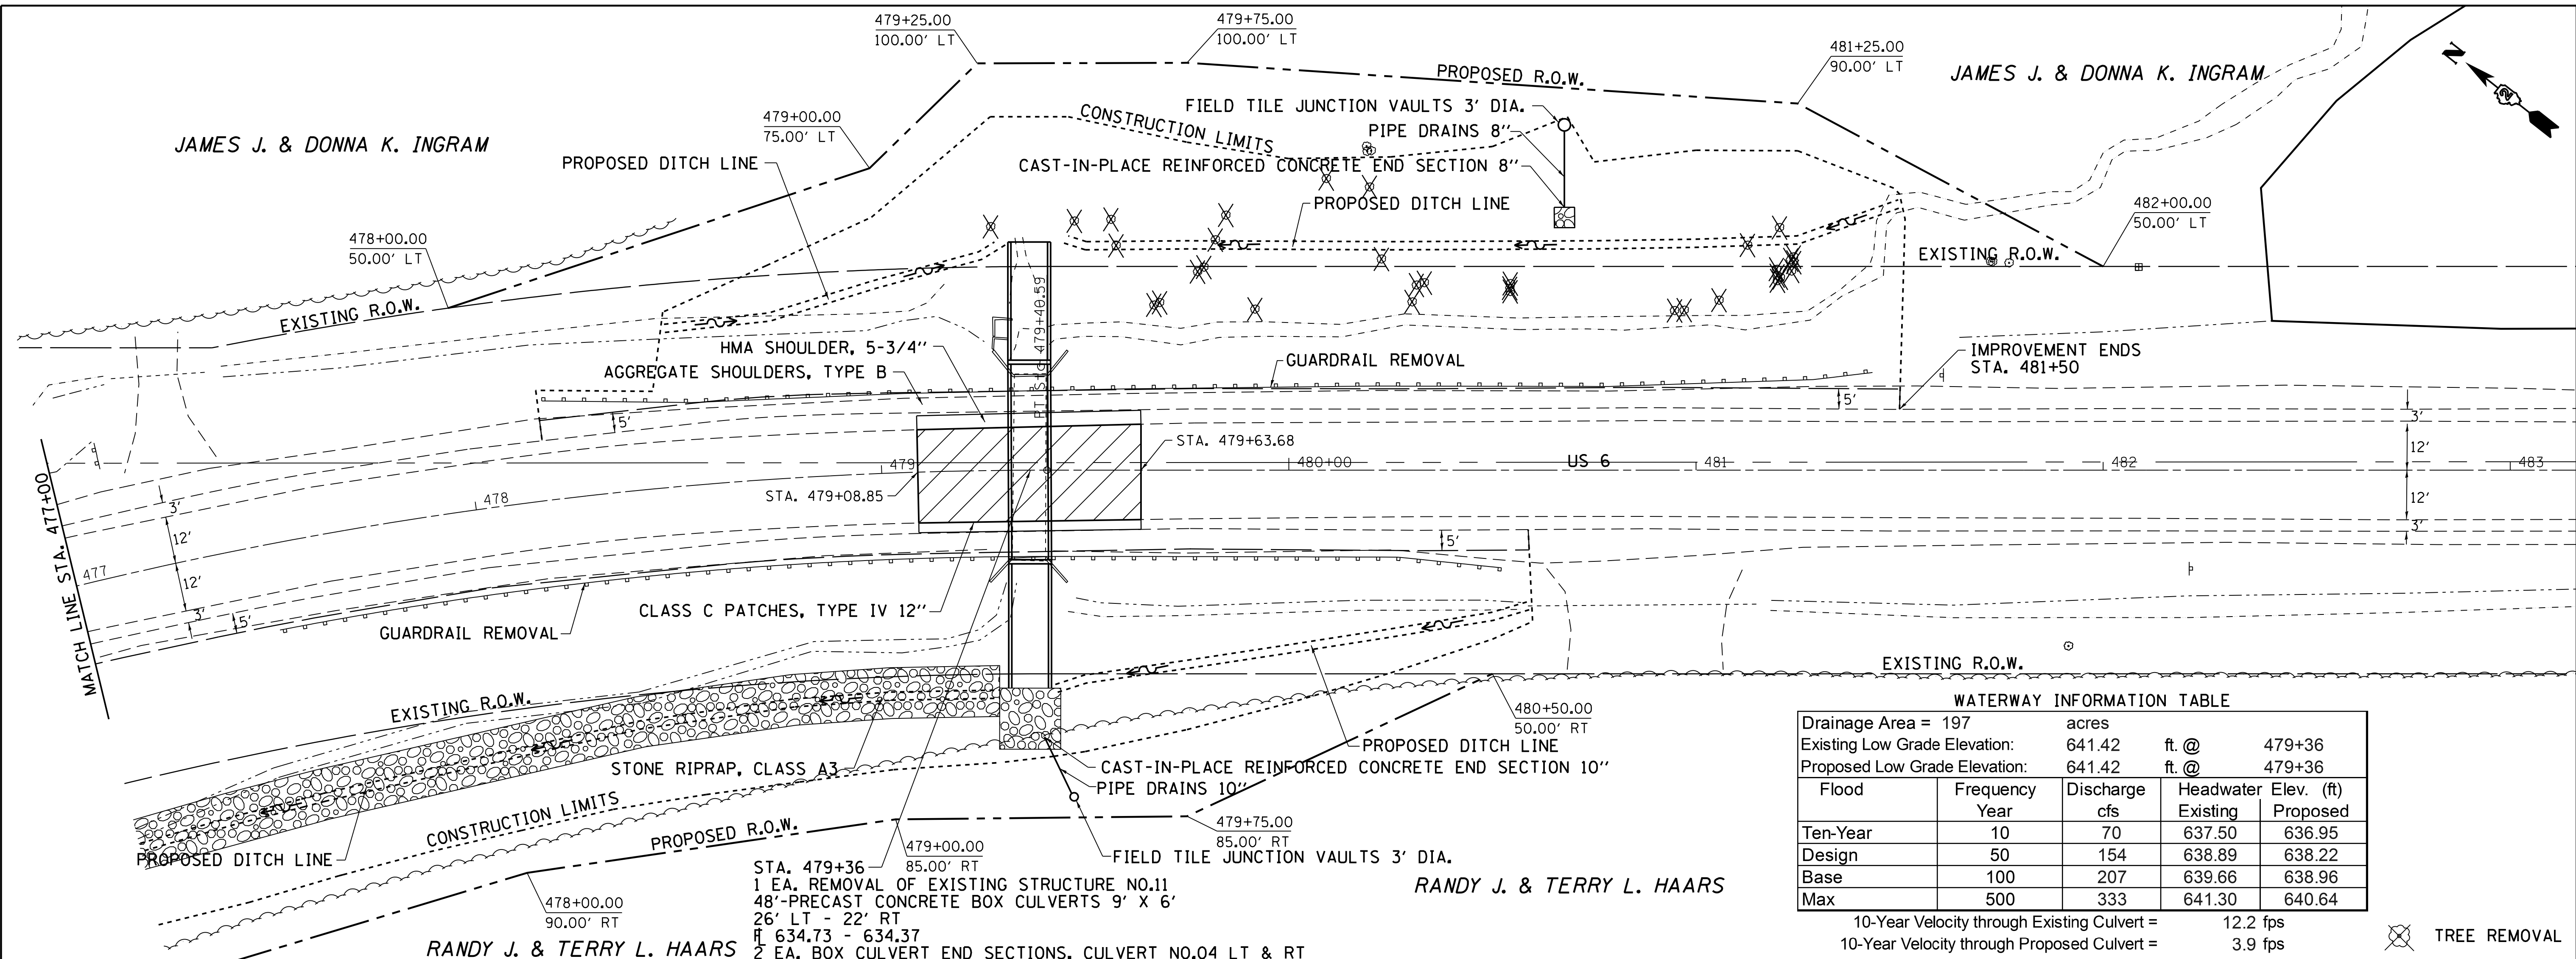 479+25.00
100.00' LT
479+75.00
100.00' LT
481+25.00
90.00' LT
JAMES J. & DONNA K. INGRAM
N
PROPOSED R.O.W.
FIELD TILE JUNCTION VAULTS 3' DIA.
CONSTRUCTION LIMITS
PIPE DRAINS 8"
479+00.00
75.00' LT
JAMES J. & DONNA K. INGRAM
PROPOSED DITCH LINE
CAST-IN-PLACE REINFORCED CONCRETE END SECTION 8"
PROPOSED DITCH LINE
482+00.00
50.00' LT
478+00.00
50.00' LT
EXISTING R.O.W.
EXISTING R.O.W.
479+40.59
HMA SHOULDER, 5-3/4"
AGGREGATE SHOULDERS, TYPE B
GUARDRAIL REMOVAL
IMPROVEMENT ENDS
STA. 481+50
5'
5'
3'
12'
12'
3'
STA. 479+63.68
STA. 479+08.85
477
478
479
480+00
US 6
481
482
483
MATCH LINE STA. 477+00
3'
12'
12'
3'
5'
5'
CLASS C PATCHES, TYPE IV 12"
GUARDRAIL REMOVAL
EXISTING R.O.W.
EXISTING R.O.W.
480+50.00
50.00' RT
PROPOSED DITCH LINE
STONE RIPRAP, CLASS A3
CAST-IN-PLACE REINFORCED CONCRETE END SECTION 10"
PIPE DRAINS 10"
CONSTRUCTION LIMITS
PROPOSED R.O.W.
479+75.00
85.00' RT
479+00.00
85.00' RT
PROPOSED DITCH LINE
FIELD TILE JUNCTION VAULTS 3' DIA.
478+00.00
90.00' RT
STA. 479+36
1 EA. REMOVAL OF EXISTING STRUCTURE NO.11
48'-PRECAST CONCRETE BOX CULVERTS 9' X 6'
26' LT - 22' RT
634.73 - 634.37
2 EA. BOX CULVERT END SECTIONS, CULVERT NO.04 LT & RT
RANDY J. & TERRY L. HAARS
RANDY J. & TERRY L. HAARS
WATERWAY INFORMATION TABLE
Drainage Area = 197 acres
Existing Low Grade Elevation: 641.42 ft. @ 479+36
Proposed Low Grade Elevation: 641.42 ft. @ 479+36
Flood Frequency Discharge Headwater Elev. (ft)
Year cfs Existing Proposed
Ten-Year 10 70 637.50 636.95
Design 50 154 638.89 638.22
Base 100 207 639.66 638.96
Max 500 333 641.30 640.64
10-Year Velocity through Existing Culvert = 12.2 fps
10-Year Velocity through Proposed Culvert = 3.9 fps
TREE REMOVAL